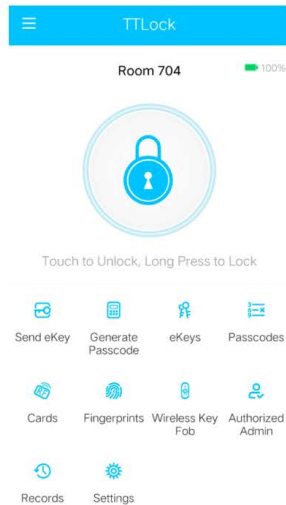 TTLock
Room 704
100%
Touch to Unlock, Long Press to Lock
Send eKey
Generate
Passcode
eKeys
Passcodes
Cards
Fingerprints
Wireless Key
Fob
Authorized
Admin
Records
Settings